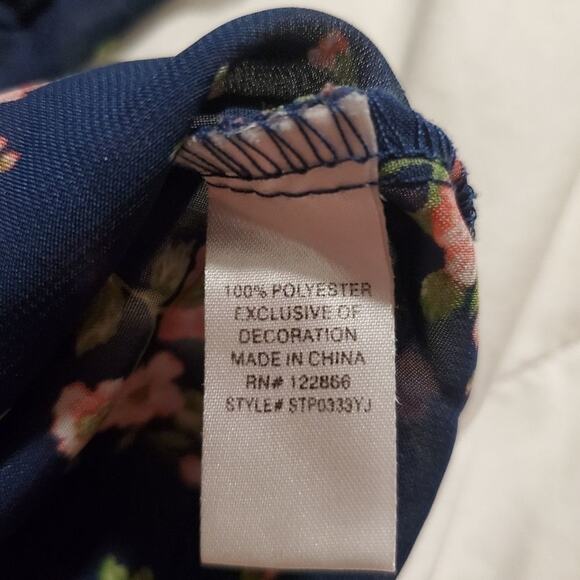 100% POLYESTER
EXCLUSIVE OF
DECORATION
MADE IN CHINA
RN# 122866
STYLE# STP0333YJ